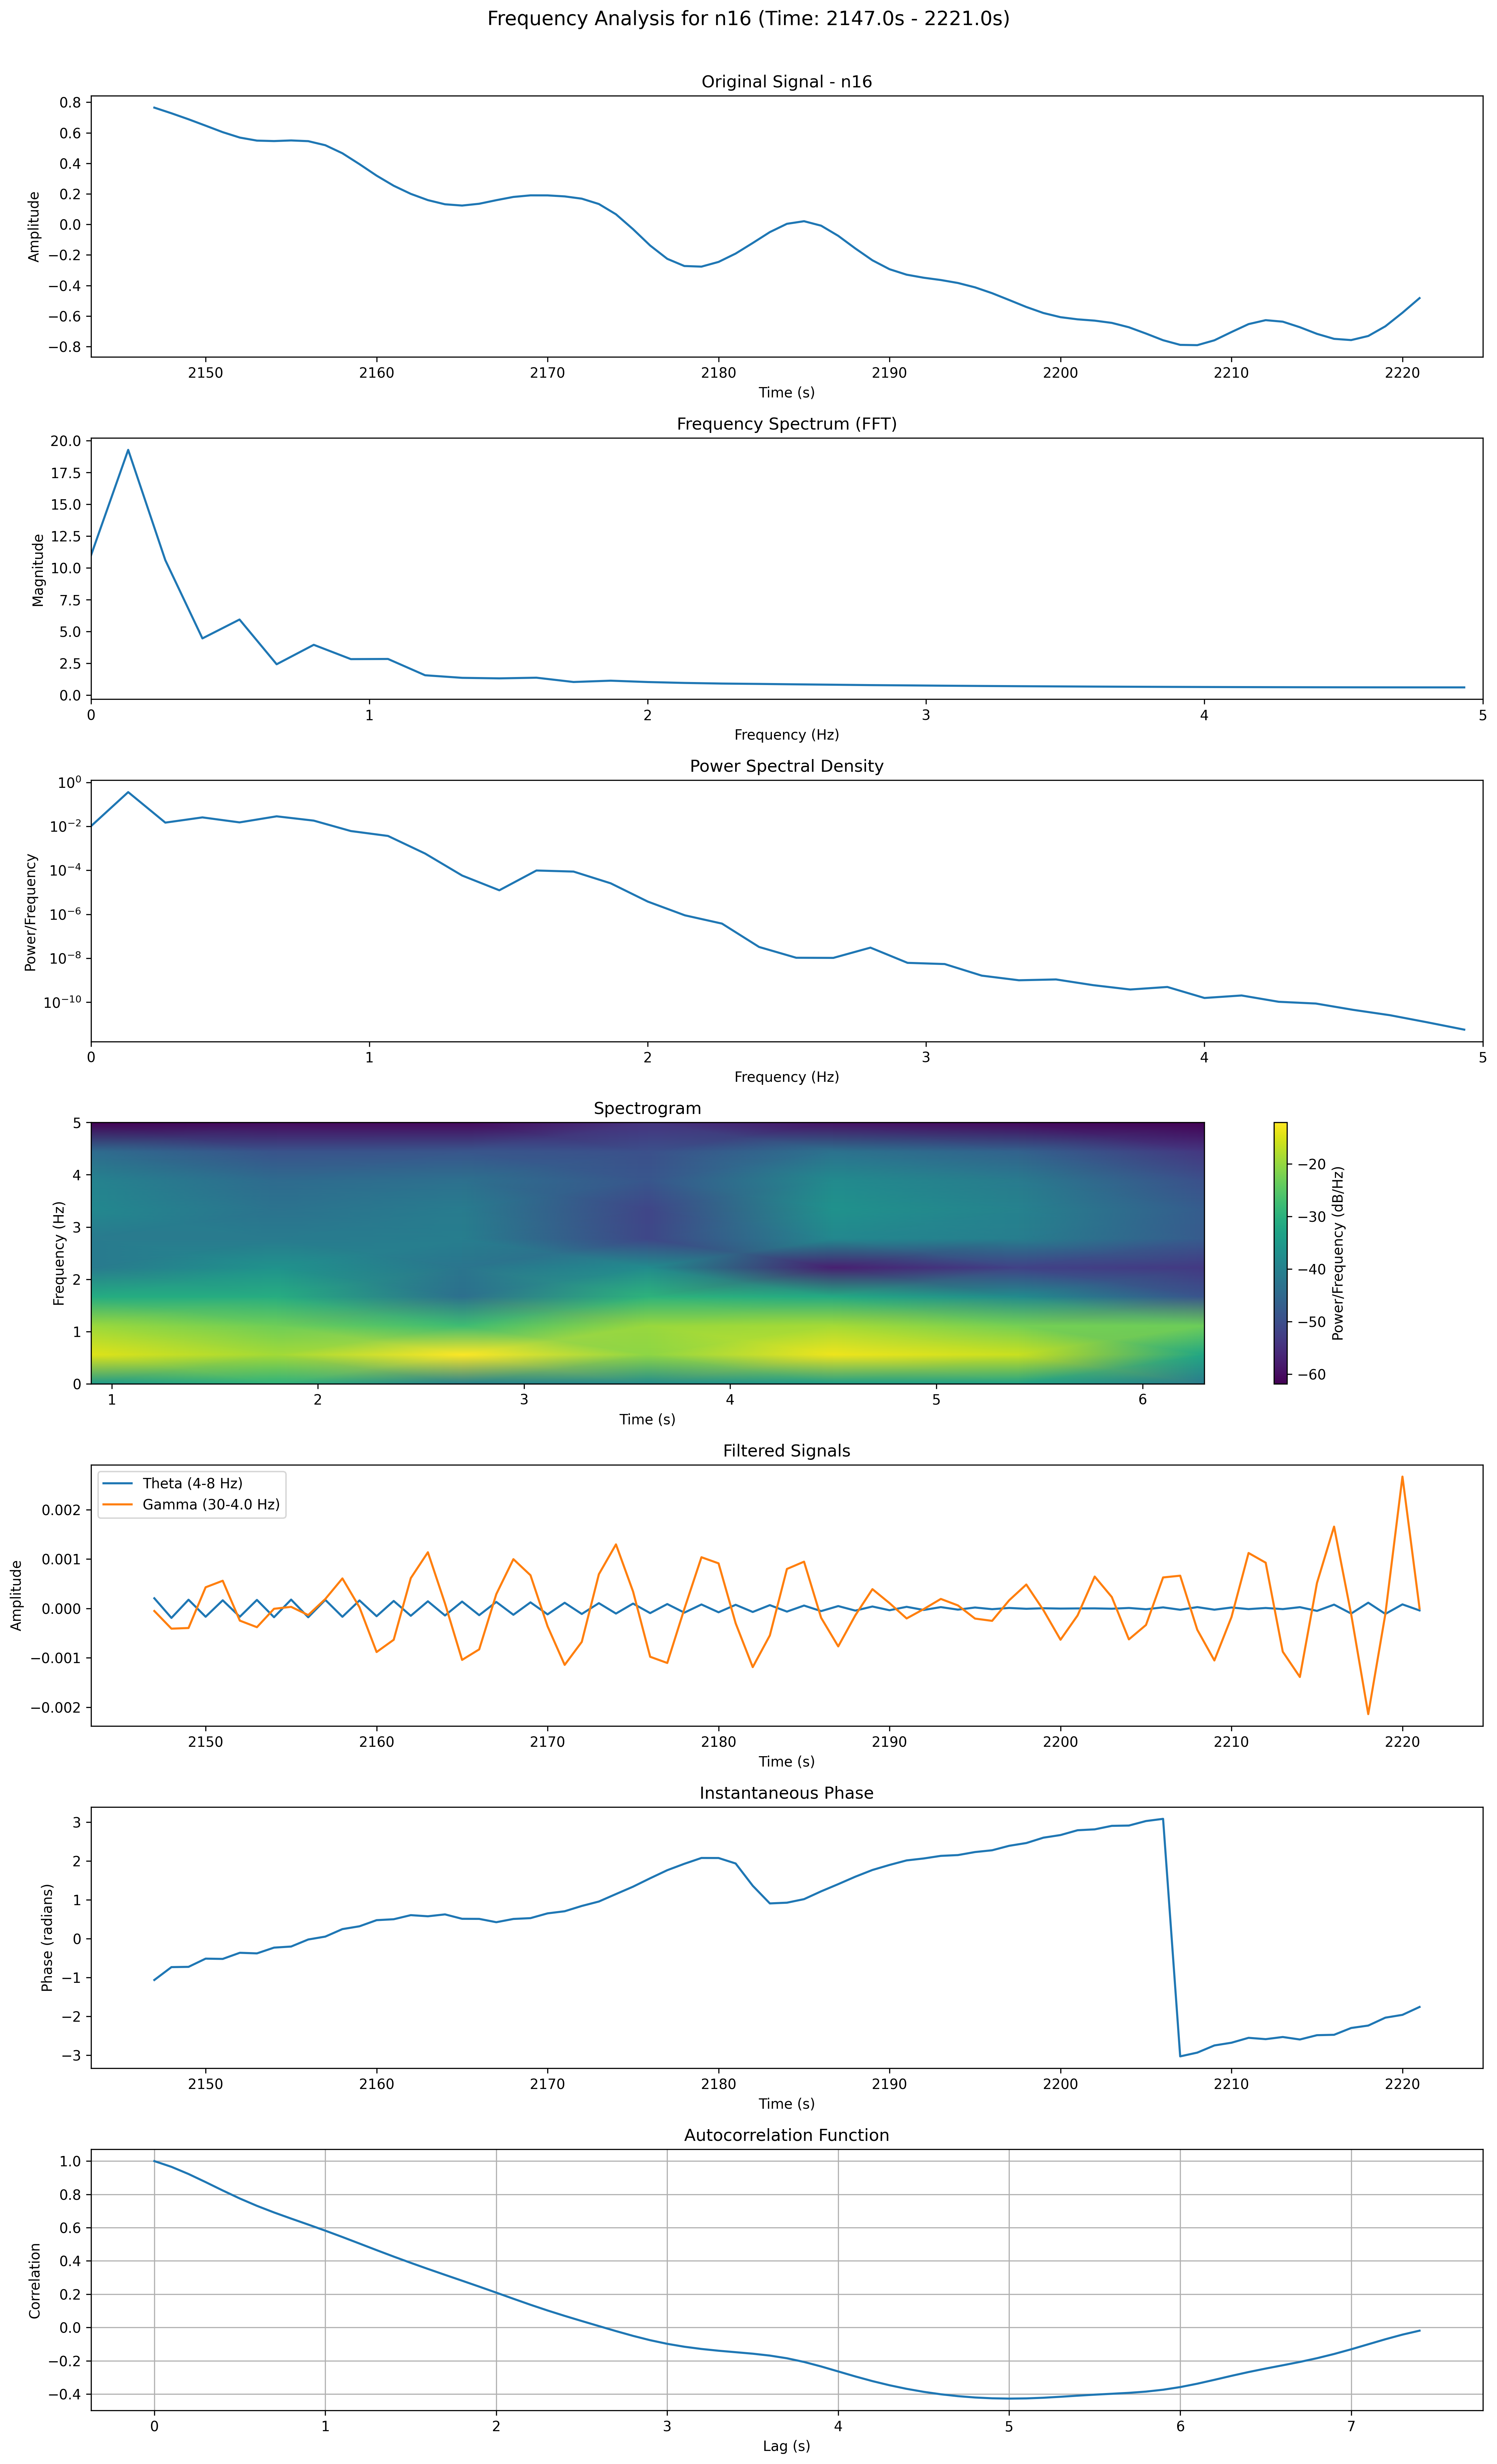 Frequency Analysis for n16 (Time: 2147.0s - 2221.0s)
Original Signal - n16
Amplitude
0.8
0.6
0.4
0.2
0.0
−0.2
−0.4
−0.6
−0.8
2150 2160 2170 2180 2190 2200 2210 2220
Time (s)
Frequency Spectrum (FFT)
Magnitude
20.0
17.5
15.0
12.5
10.0
7.5
5.0
2.5
0.0
0 1 2 3 4 5
Frequency (Hz)
Power Spectral Density
Power/Frequency
10⁰
10⁻²
10⁻⁴
10⁻⁶
10⁻⁸
10⁻¹⁰
0 1 2 3 4 5
Frequency (Hz)
Spectrogram
Frequency (Hz)
5
4
3
2
1
0
1 2 3 4 5 6
Time (s)
−20
−30
−40
−50
−60
Power/Frequency (dB/Hz)
Filtered Signals
Theta (4-8 Hz)
Gamma (30-4.0 Hz)
Amplitude
0.002
0.001
0.000
−0.001
−0.002
2150 2160 2170 2180 2190 2200 2210 2220
Time (s)
Instantaneous Phase
Phase (radians)
3
2
1
0
−1
−2
−3
2150 2160 2170 2180 2190 2200 2210 2220
Time (s)
Autocorrelation Function
Correlation
1.0
0.8
0.6
0.4
0.2
0.0
−0.2
−0.4
0 1 2 3 4 5 6 7
Lag (s)